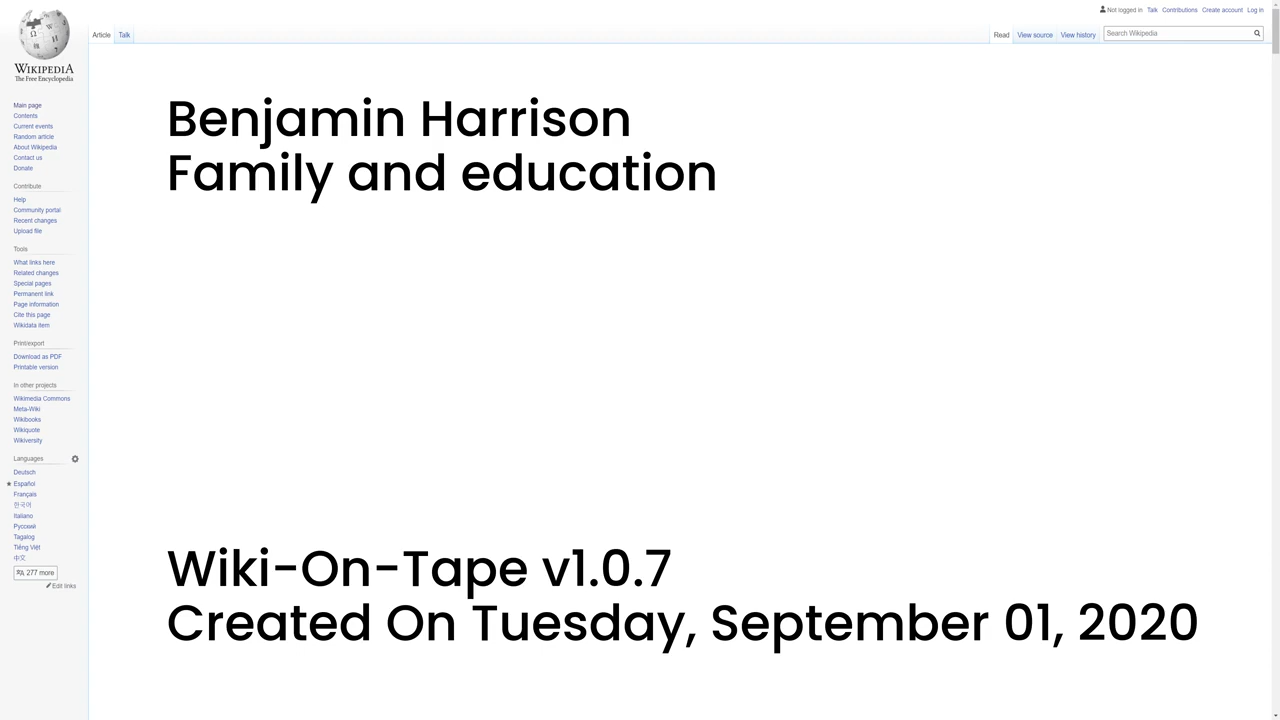 Not logged in Talk Contributions Create account Log in
Article Talk Read View source View history Search Wikipedia
WIKIPEDIA
The Free Encyclopedia
Main page
Contents
Current events
Random article
About Wikipedia
Contact us
Donate
Contribute
Help
Community portal
Recent changes
Upload file
Tools
What links here
Related changes
Special pages
Permanent link
Page information
Cite this page
Wikidata item
Print/export
Download as PDF
Printable version
In other projects
Wikimedia Commons
Meta-Wiki
Wikibooks
Wikiquote
Wikiversity
Languages
Deutsch
Español
Français
한국어
Italiano
Русский
Tagalog
Tiếng Việt
中文
277 more
Edit links
Benjamin Harrison
Family and education
Wiki-On-Tape v1.0.7
Created On Tuesday, September 01, 2020